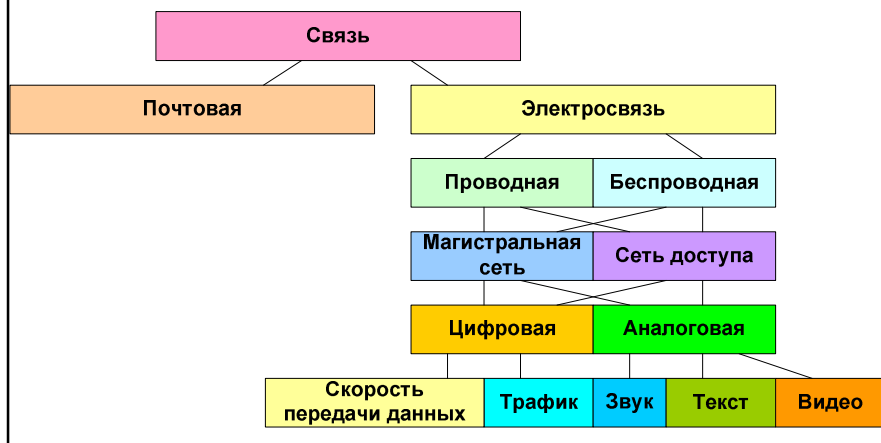 Связь
Почтовая
Электросвязь
Проводная
Беспроводная
Магистральная
сеть
Сеть доступа
Цифровая
Аналоговая
Скорость
передачи данных
Трафик
Звук
Текст
Видео